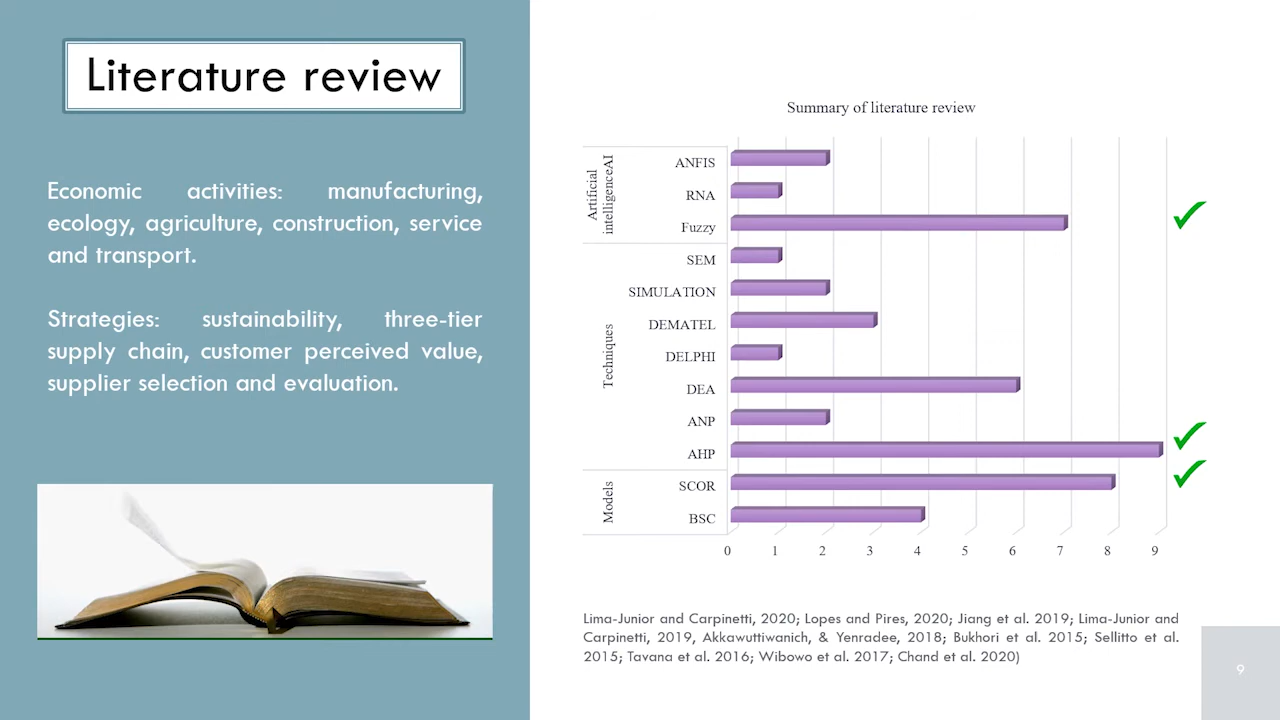 Literature review
Economic activities: manufacturing,
ecology, agriculture, construction, service
and transport.
Strategies: sustainability, three-tier
supply chain, customer perceived value,
supplier selection and evaluation.
Summary of literature review
Artificial
intelligenceAI
ANFIS
RNA
Fuzzy
Techniques
SEM
SIMULATION
DEMATEL
DELPHI
DEA
ANP
AHP
Models
SCOR
BSC
0 1 2 3 4 5 6 7 8 9
Lima-Junior and Carpinetti, 2020; Lopes and Pires, 2020; Jiang et al. 2019; Lima-Junior and
Carpinetti, 2019, Akkawuttiwanich, & Yenradee, 2018; Bukhori et al. 2015; Sellitto et al.
2015; Tavana et al. 2016; Wibowo et al. 2017; Chand et al. 2020)
9